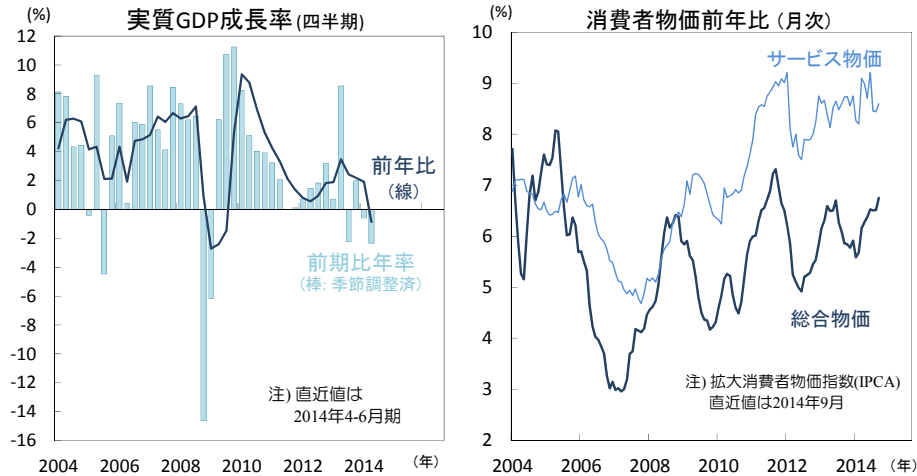 実質GDP成長率（四半期）
(%)
12
10
8
6
4
2
0
-2
-4
-6
-8
-10
-12
-14
-16
前年比
（線）
前期比年率
（棒: 季節調整済）
注）直近値は
2014年4-6月期
2004 2006 2008 2010 2012 2014 （年）
消費者物価前年比（月次）
(%)
10
9
8
7
6
5
4
3
2
サービス物価
総合物価
注）拡大消費者物価指数(IPCA)
直近値は2014年9月
2004 2006 2008 2010 2012 2014 （年）